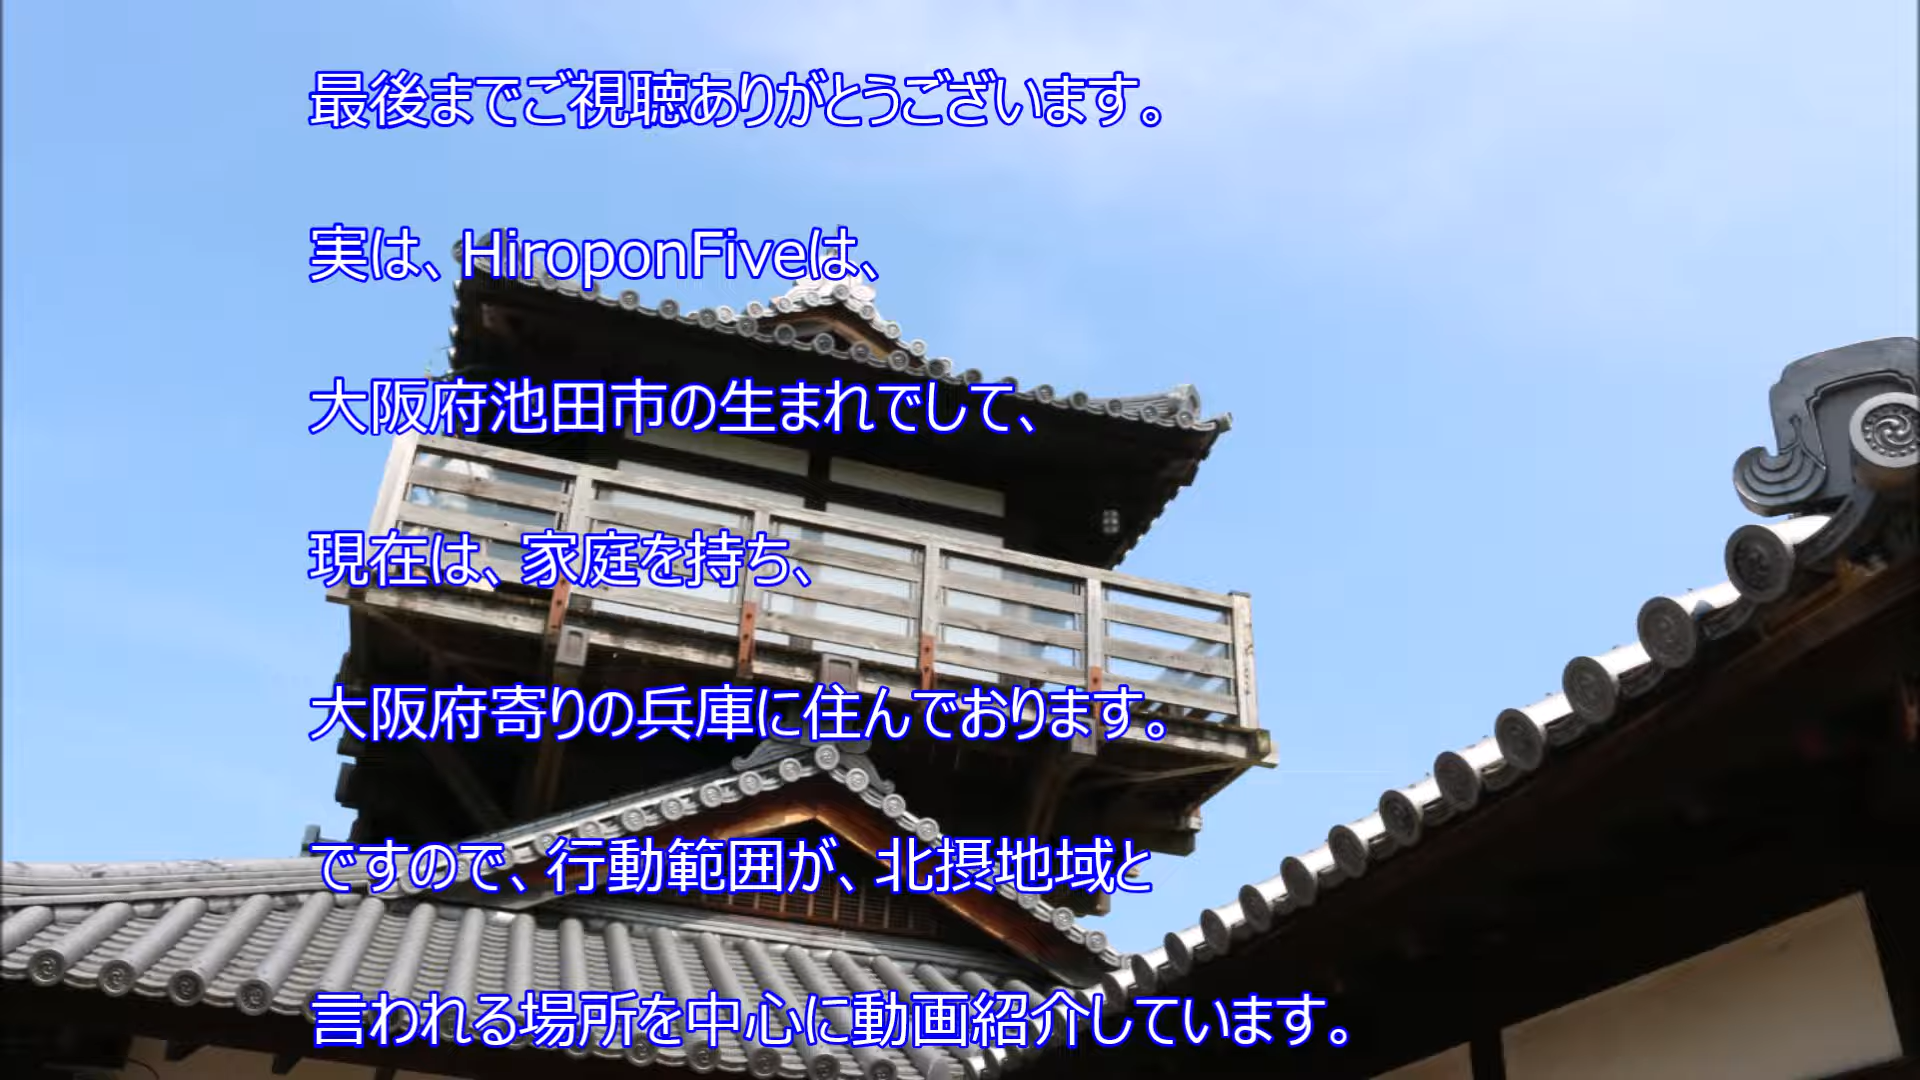 最後までご視聴ありがとうございます。
実は、HiroponFiveは、
大阪府池田市の生まれでして、
現在は、家庭を持ち、
大阪府寄りの兵庫に住んでおります。
ですので、行動範囲が、北摂地域と
言われる場所を中心に動画紹介しています。